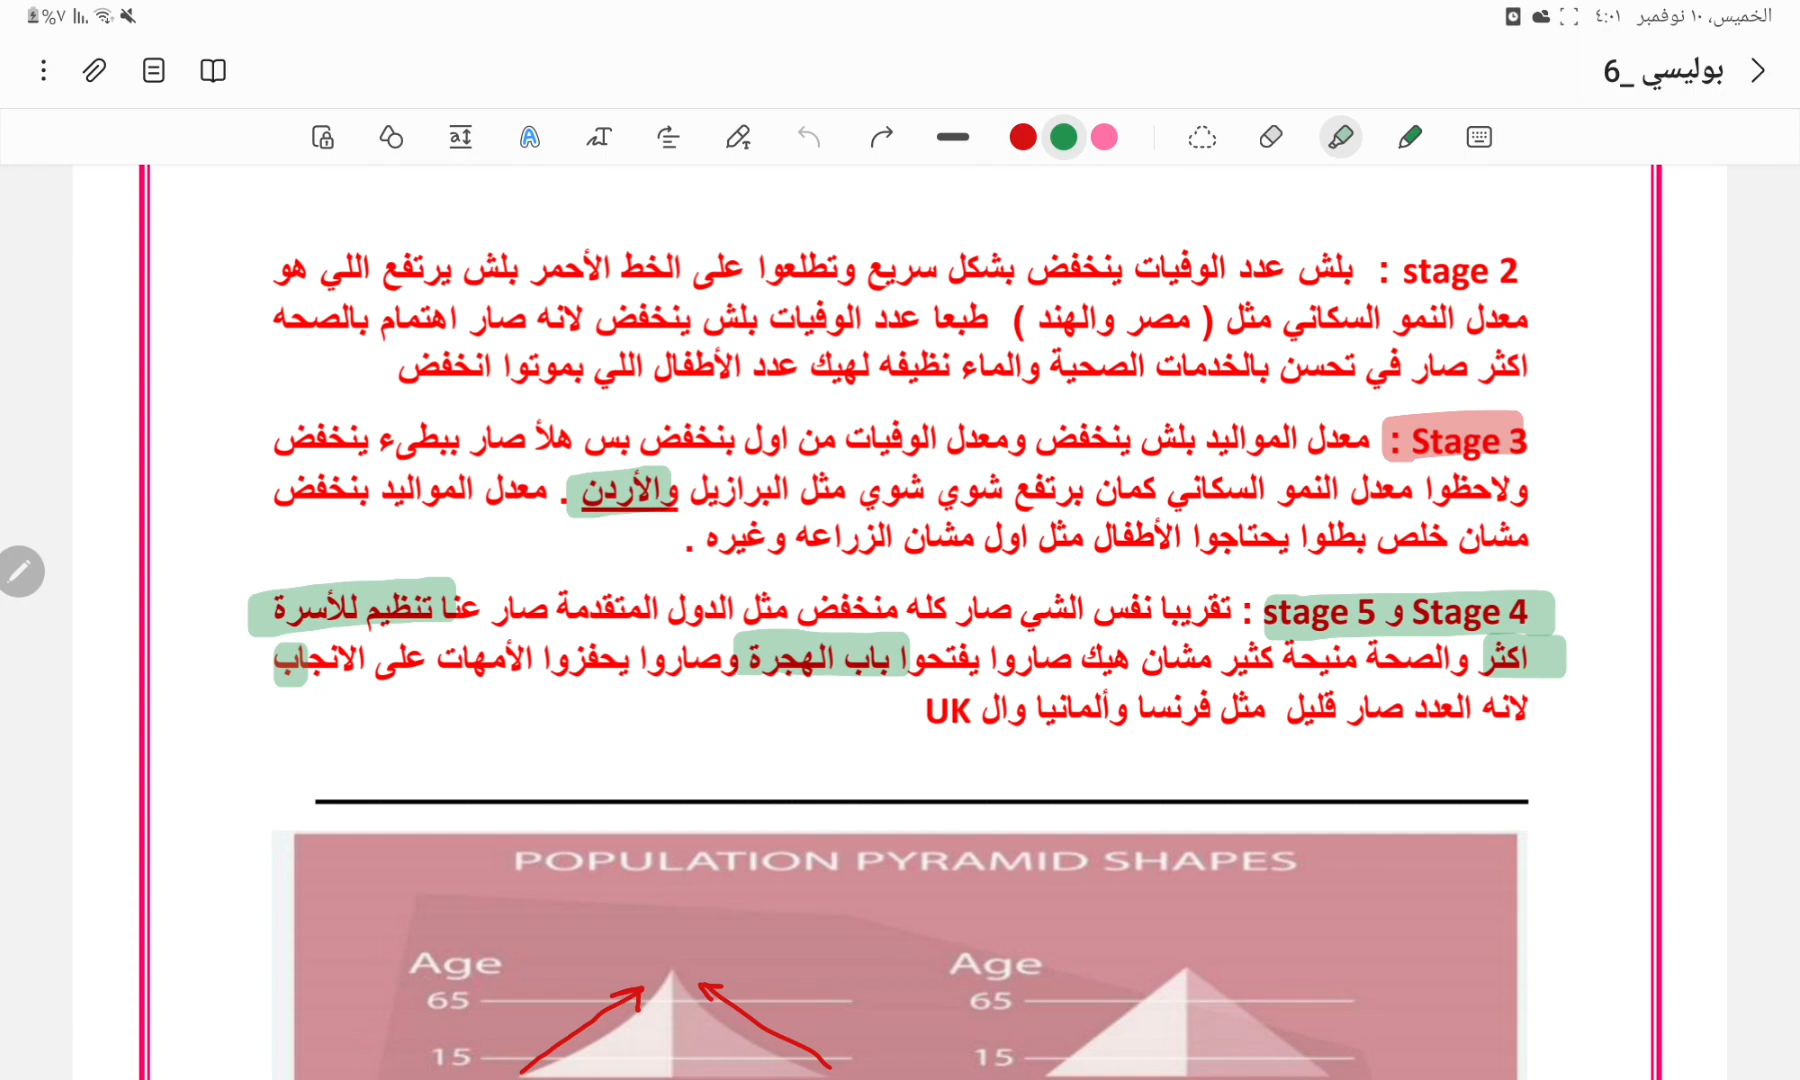 الخميس، ١٠ نوفمبر ٤:٠١
%٧
بوليسي _6
stage 2 : بلش عدد الوفيات ينخفض بشكل سريع وتطلعوا على الخط الأحمر بلش يرتفع اللي هو
معدل النمو السكاني مثل ( مصر والهند ) طبعا عدد الوفيات بلش ينخفض لانه صار اهتمام بالصحه
اكثر صار في تحسن بالخدمات الصحية والماء نظيفه لهيك عدد الأطفال اللي بموتوا انخفض
Stage 3 : معدل المواليد بلش ينخفض ومعدل الوفيات من اول بنخفض بس هلأ صار ببطىء ينخفض
ولاحظوا معدل النمو السكاني كمان برتفع شوي شوي مثل البرازيل والأردن . معدل المواليد بنخفض
مشان خلص بطلوا يحتاجوا الأطفال مثل اول مشان الزراعه وغيره .
Stage 4 و stage 5 : تقريبا نفس الشي صار كله منخفض مثل الدول المتقدمة صار عنا تنظيم للأسرة
اكثر والصحة منيحة كثير مشان هيك صاروا يفتحوا باب الهجرة وصاروا يحفزوا الأمهات على الانجاب
لانه العدد صار قليل مثل فرنسا وألمانيا وال UK
POPULATION PYRAMID SHAPES
Age Age
65 65
15 15